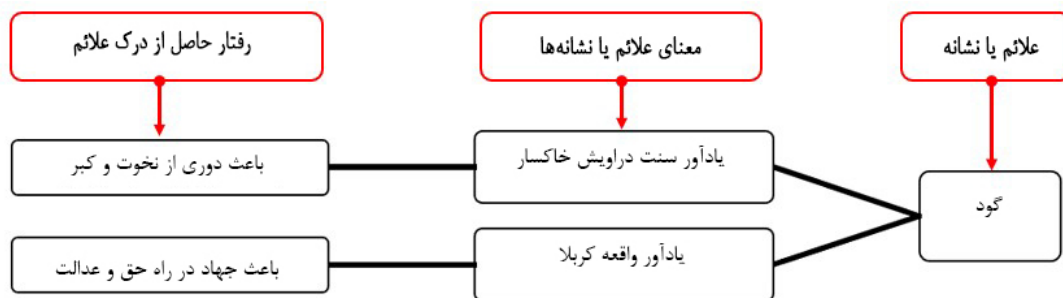 علائم یا نشانه
معنای علائم یا نشانه‌ها
رفتار حاصل از درک علائم
گود
یادآور سنت دراویش خاکسار
باعث دوری از نخوت و کبر
یادآور واقعه کربلا
باعث جهاد در راه حق و عدالت